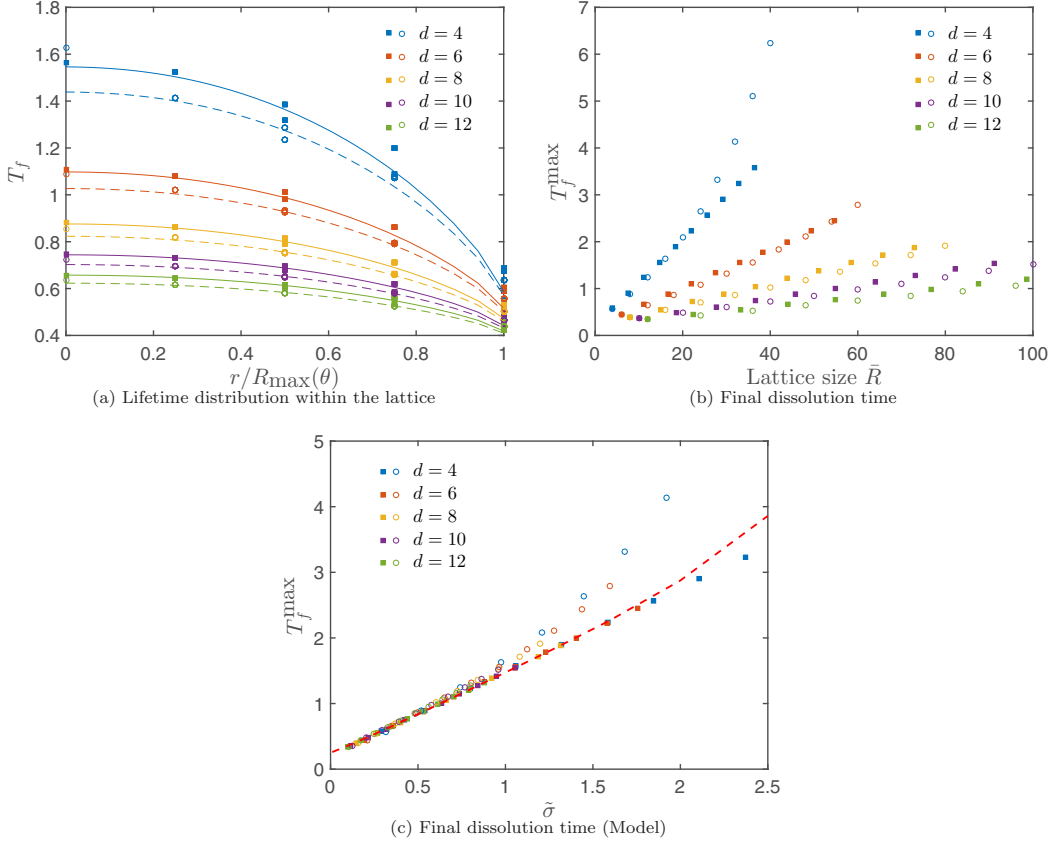 1.8
1.6
1.4
1.2
1
0.8
0.6
0.4
T_f
0 0.2 0.4 0.6 0.8 1
r/R_max(θ)
d = 4
d = 6
d = 8
d = 10
d = 12
(a) Lifetime distribution within the lattice
7
6
5
4
3
2
1
0
T_f^max
0 20 40 60 80 100
Lattice size R̄
d = 4
d = 6
d = 8
d = 10
d = 12
(b) Final dissolution time
5
4
3
2
1
0
T_f^max
0 0.5 1 1.5 2 2.5
σ̃
d = 4
d = 6
d = 8
d = 10
d = 12
(c) Final dissolution time (Model)